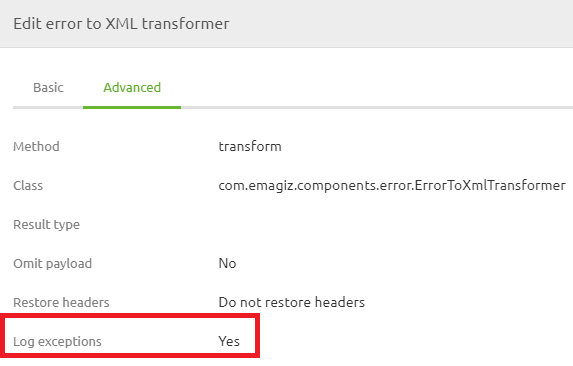 Edit error to XML transformer
Basic Advanced
Method transform
Class com.emagiz.components.error.ErrorToXmlTransformer
Result type
Omit payload No
Restore headers Do not restore headers
Log exceptions Yes